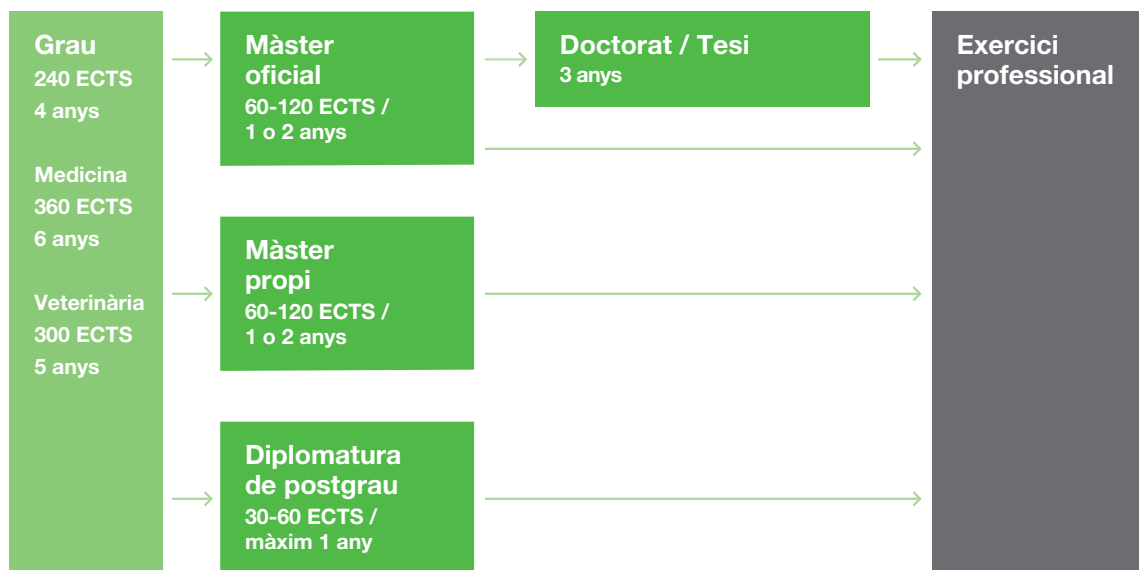 Grau
240 ECTS
4 anys
Medicina
360 ECTS
6 anys
Veterinària
300 ECTS
5 anys
Màster
oficial
60-120 ECTS /
1 o 2 anys
Màster
propi
60-120 ECTS /
1 o 2 anys
Diplomatura
de postgrau
30-60 ECTS /
màxim 1 any
Doctorat / Tesi
3 anys
Exercici
professional